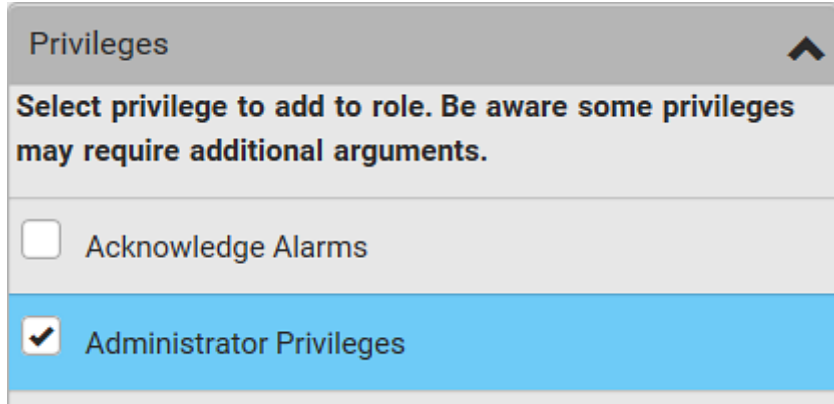 Privileges
Select privilege to add to role. Be aware some privileges
may require additional arguments.
Acknowledge Alarms
Administrator Privileges